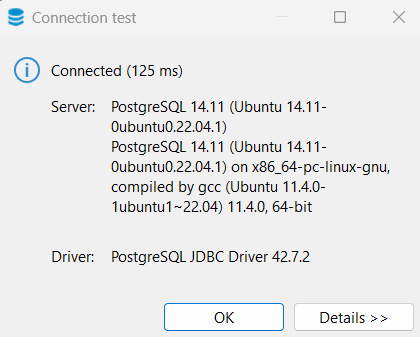 Connection test
Connected (125 ms)
Server: PostgreSQL 14.11 (Ubuntu 14.11-
0ubuntu0.22.04.1)
PostgreSQL 14.11 (Ubuntu 14.11-
0ubuntu0.22.04.1) on x86_64-pc-linux-gnu,
compiled by gcc (Ubuntu 11.4.0-
1ubuntu1~22.04) 11.4.0, 64-bit
Driver: PostgreSQL JDBC Driver 42.7.2
OK Details >>